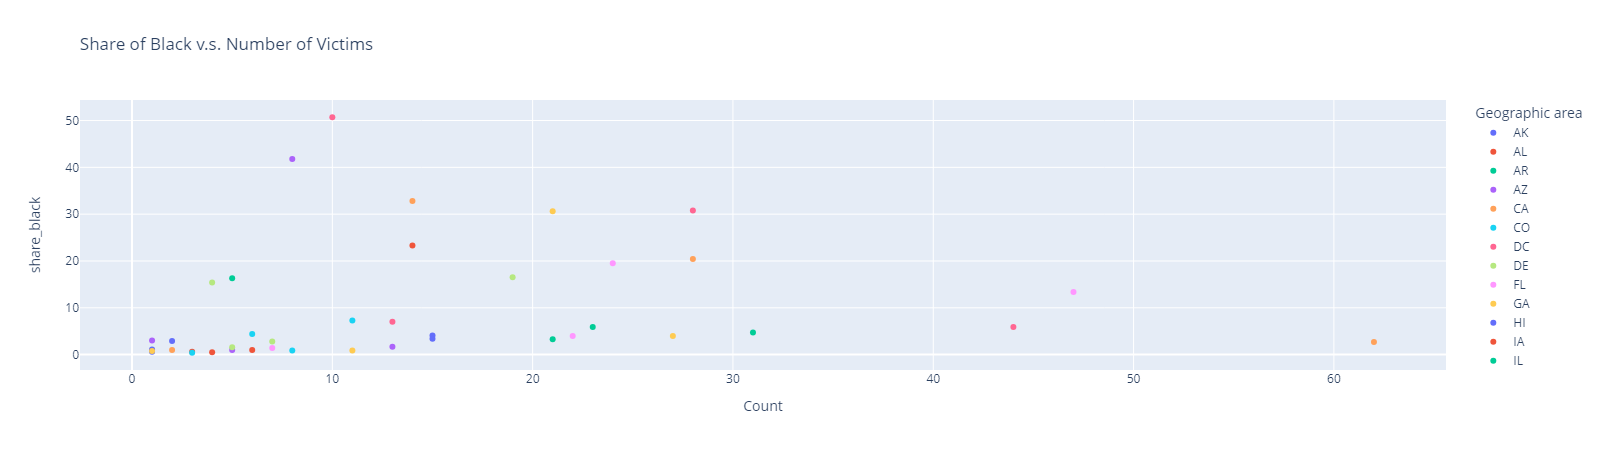 Share of Black v.s. Number of Victims
share_black
50
40
30
20
10
0
0 10 20 30 40 50 60
Count
Geographic area
AK
AL
AR
AZ
CA
CO
DC
DE
FL
GA
HI
IA
IL